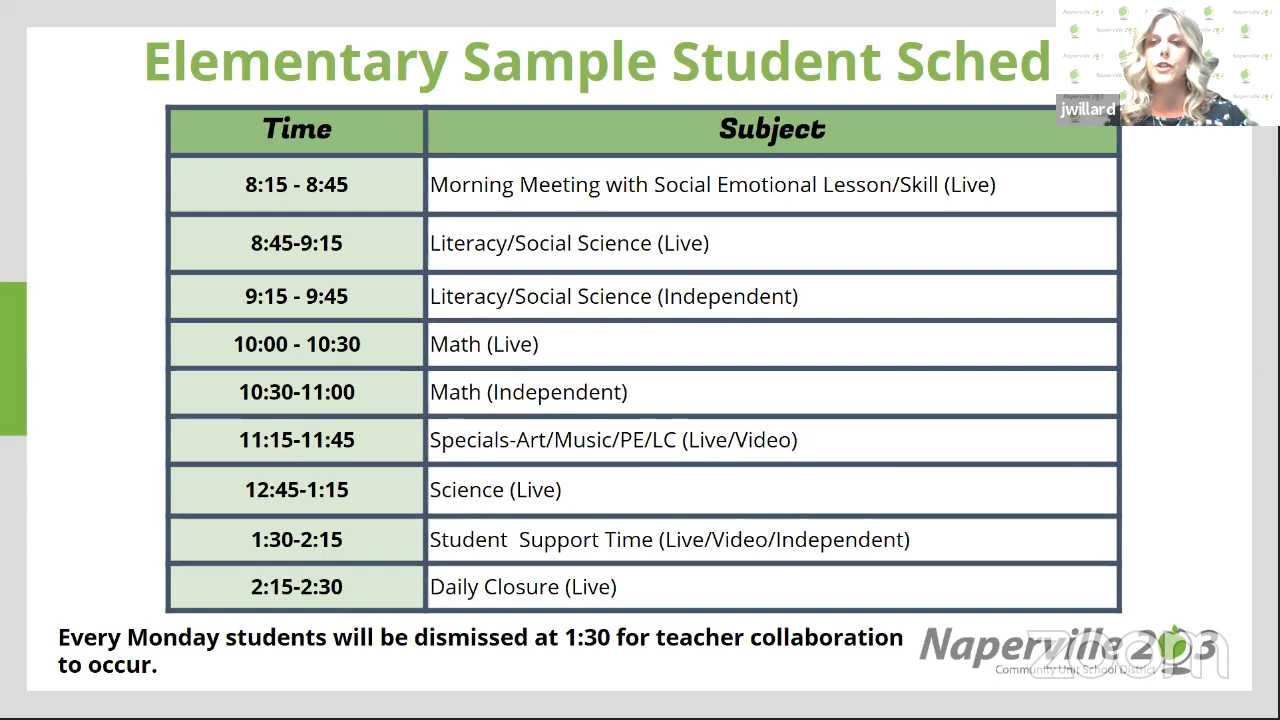 Elementary Sample Student Sched
jwillard
Time Subject
8:15 - 8:45 Morning Meeting with Social Emotional Lesson/Skill (Live)
8:45-9:15 Literacy/Social Science (Live)
9:15 - 9:45 Literacy/Social Science (Independent)
10:00 - 10:30 Math (Live)
10:30-11:00 Math (Independent)
11:15-11:45 Specials-Art/Music/PE/LC (Live/Video)
12:45-1:15 Science (Live)
1:30-2:15 Student  Support Time (Live/Video/Independent)
2:15-2:30 Daily Closure (Live)
Every Monday students will be dismissed at 1:30 for teacher collaboration
to occur.
Naperville 203
Community Unit School District
zoom